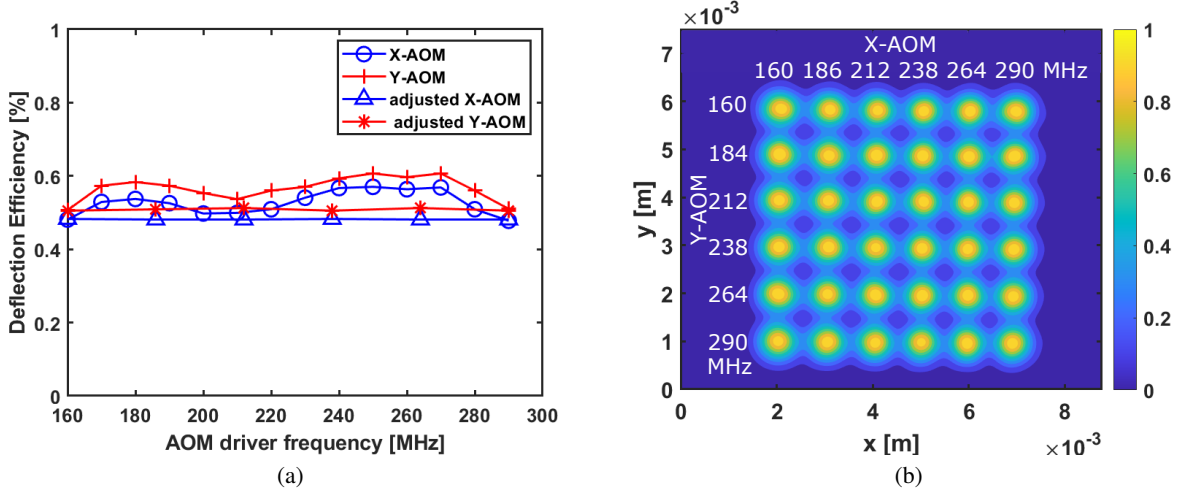 1
0.8
0.6
0.4
0.2
0
160 180 200 220 240 260 280 300
Deflection Efficiency [%]
AOM driver frequency [MHz]
X-AOM
Y-AOM
adjusted X-AOM
adjusted Y-AOM
(a)
×10⁻³
7
6
5
4
3
2
1
0
y [m]
X-AOM
160 186 212 238 264 290 MHz
Y-AOM
160
184
212
238
264
290
MHz
0 2 4 6 8
x [m]
×10⁻³
1
0.8
0.6
0.4
0.2
0
(b)